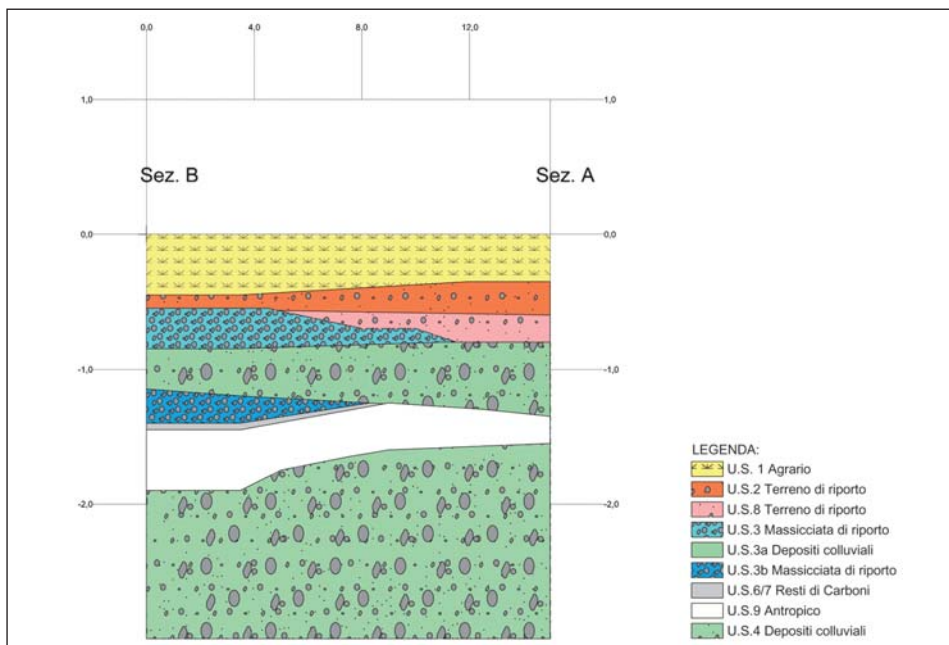 0,0 4,0 8,0 12,0
1,0 1,0
Sez. B Sez. A
0,0 0,0
-1,0 -1,0
-2,0 -2,0
LEGENDA:
U.S. 1 Agrario
U.S.2 Terreno di riporto
U.S.8 Terreno di riporto
U.S.3 Massicciata di riporto
U.S.3a Depositi colluviali
U.S.3b Massicciata di riporto
U.S.6/7 Resti di Carboni
U.S.9 Antropico
U.S.4 Depositi colluviali